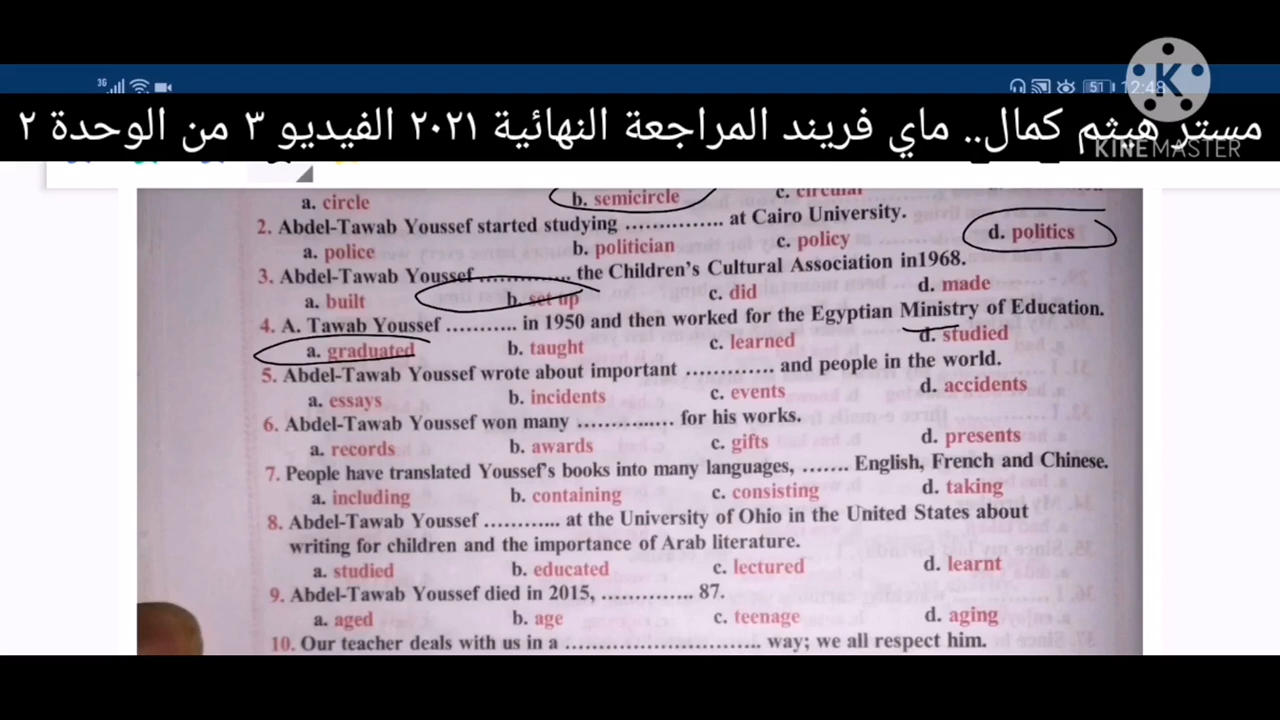 3G 51 12:48
K
KINEMASTER
مستر هيثم كمال.. ماي فريند المراجعة النهائية ٢٠٢١ الفيديو ٣ من الوحدة ٢
a. circle b. semicircle c. circular
2. Abdel-Tawab Youssef started studying .............. at Cairo University.
a. police b. politician c. policy d. politics
3. Abdel-Tawab Youssef ............. the Children's Cultural Association in1968.
a. built b. set up c. did d. made
4. A. Tawab Youssef ........... in 1950 and then worked for the Egyptian Ministry of Education.
a. graduated b. taught c. learned d. studied
5. Abdel-Tawab Youssef wrote about important ............. and people in the world.
a. essays b. incidents c. events d. accidents
6. Abdel-Tawab Youssef won many .............. for his works.
a. records b. awards c. gifts d. presents
7. People have translated Youssef's books into many languages, ....... English, French and Chinese.
a. including b. containing c. consisting d. taking
8. Abdel-Tawab Youssef ............ at the University of Ohio in the United States about
writing for children and the importance of Arab literature.
a. studied b. educated c. lectured d. learnt
9. Abdel-Tawab Youssef died in 2015, .............. 87.
a. aged b. age c. teenage d. aging
10. Our teacher deals with us in a .............................. way; we all respect him.